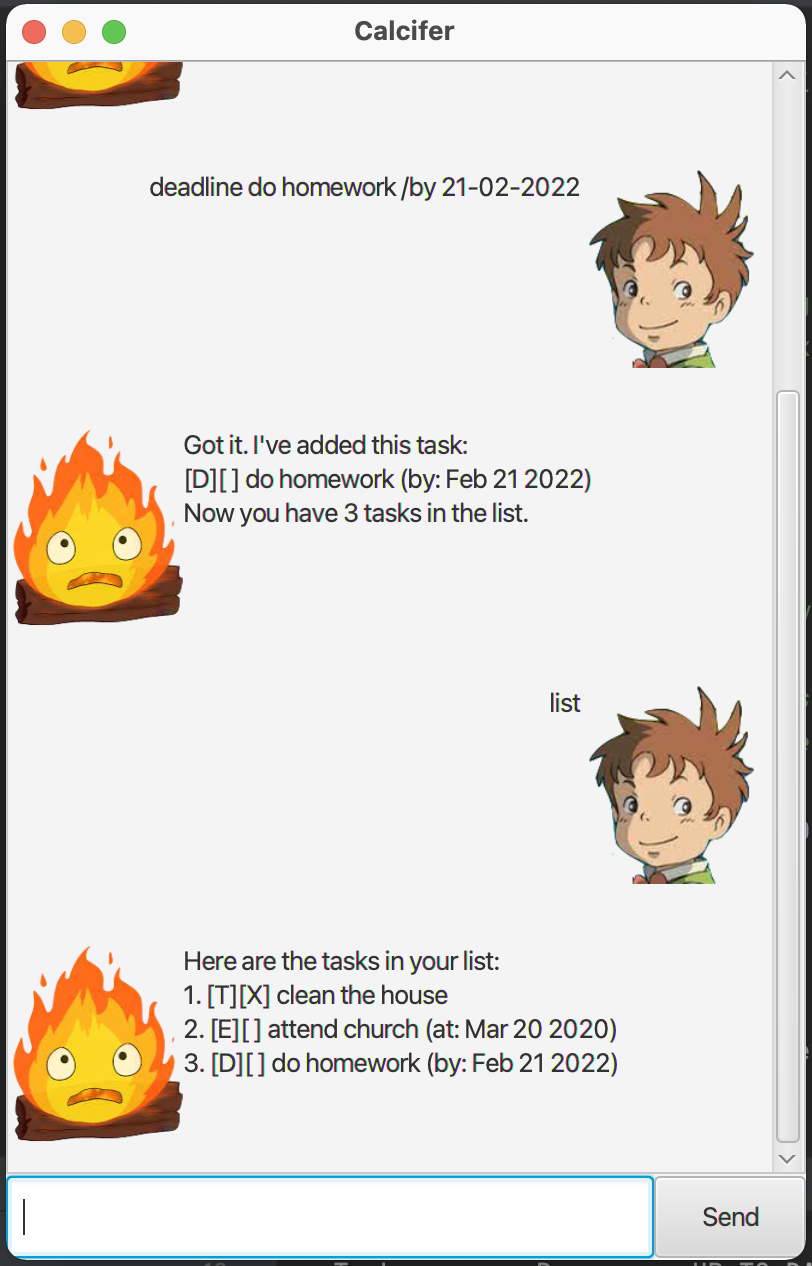 Calcifer
deadline do homework /by 21-02-2022
Got it. I've added this task:
[D][ ] do homework (by: Feb 21 2022)
Now you have 3 tasks in the list.
list
Here are the tasks in your list:
1. [T][X] clean the house
2. [E][ ] attend church (at: Mar 20 2020)
3. [D][ ] do homework (by: Feb 21 2022)
Send